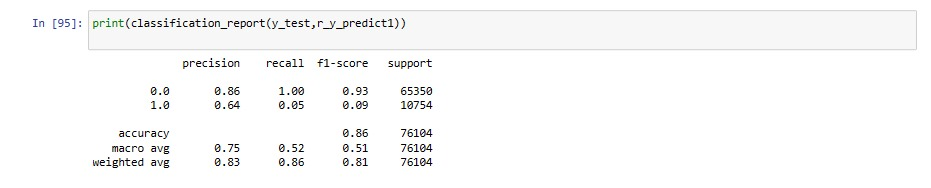 In [95]: print(classification_report(y_test,r_y_predict1))
precision recall f1-score support
0.0 0.86 1.00 0.93 65350
1.0 0.64 0.05 0.09 10754
accuracy 0.86 76104
macro avg 0.75 0.52 0.51 76104
weighted avg 0.83 0.86 0.81 76104